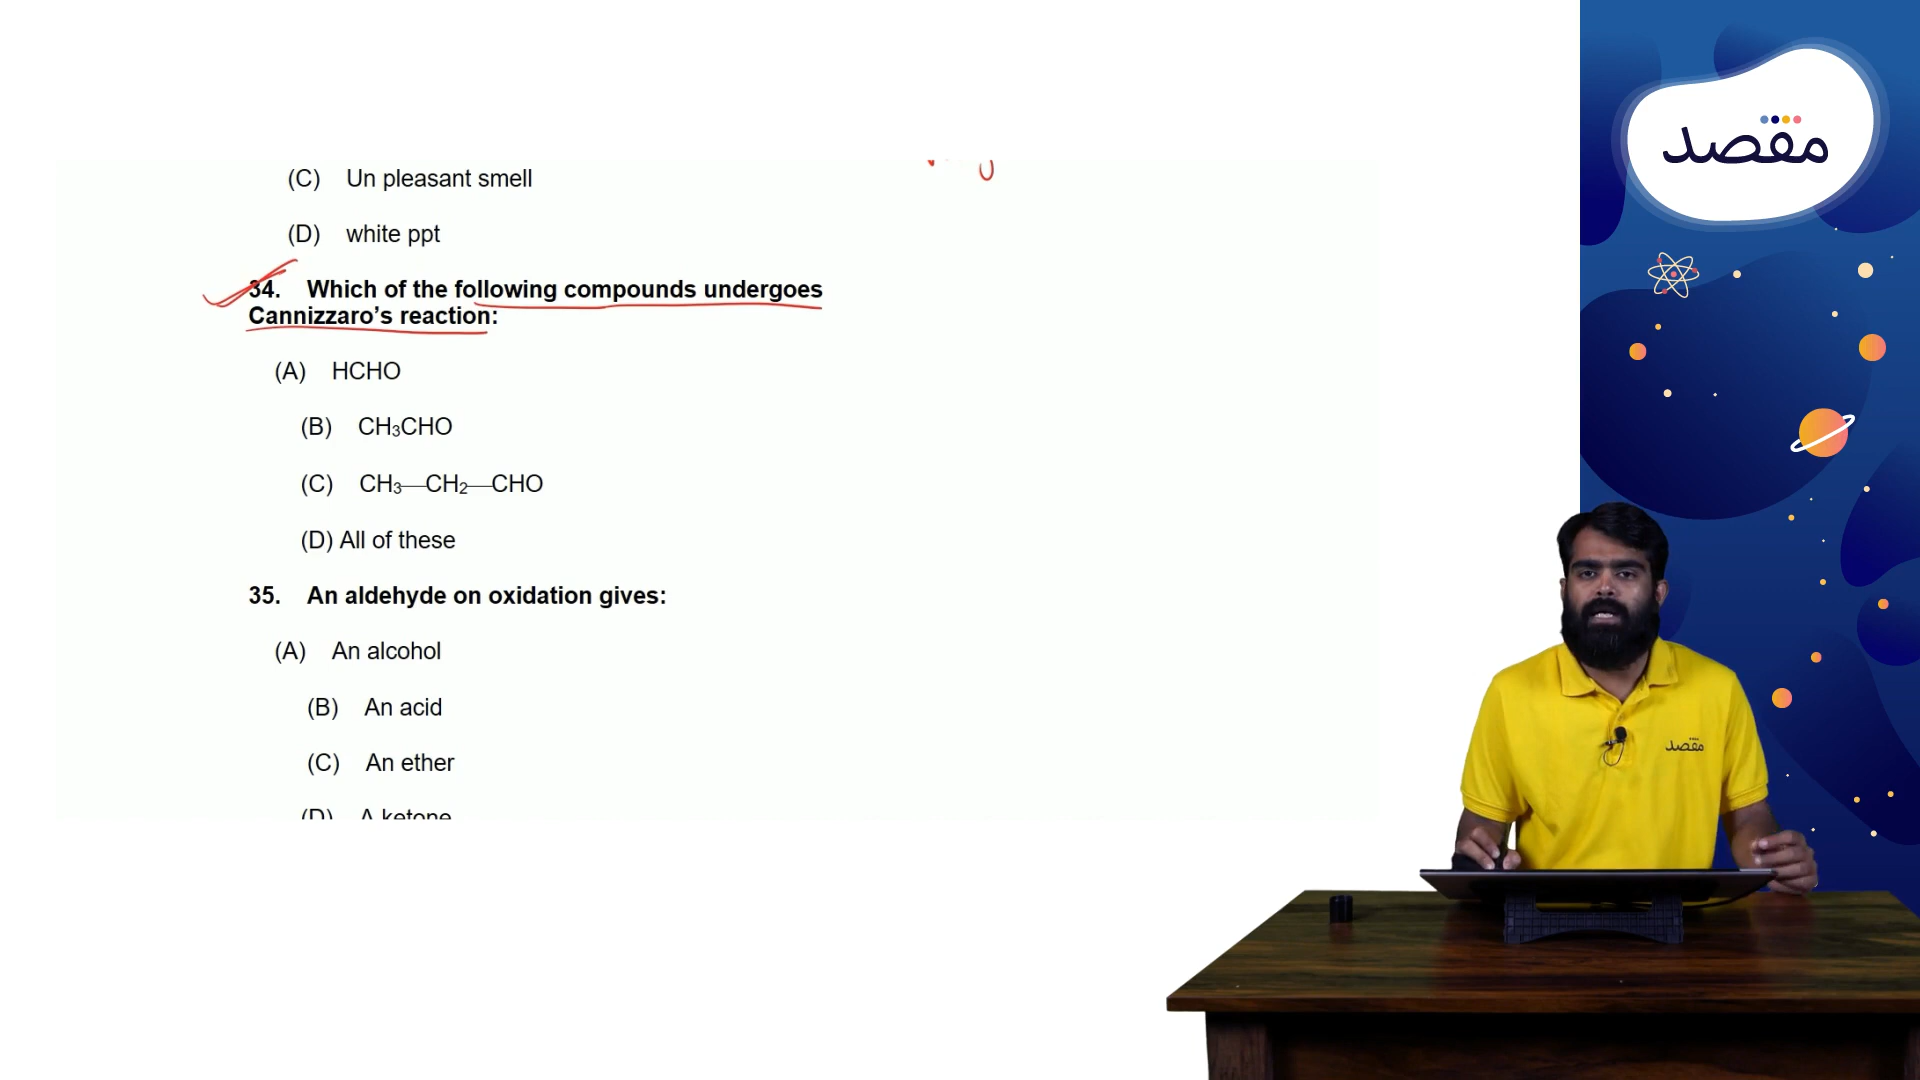 (C) Un pleasant smell
(D) white ppt
34. Which of the following compounds undergoes
Cannizzaro’s reaction:
(A) HCHO
(B) CH₃CHO
(C) CH₃—CH₂—CHO
(D) All of these
35. An aldehyde on oxidation gives:
(A) An alcohol
(B) An acid
(C) An ether
(D) A ketone
مقصد
مقصد